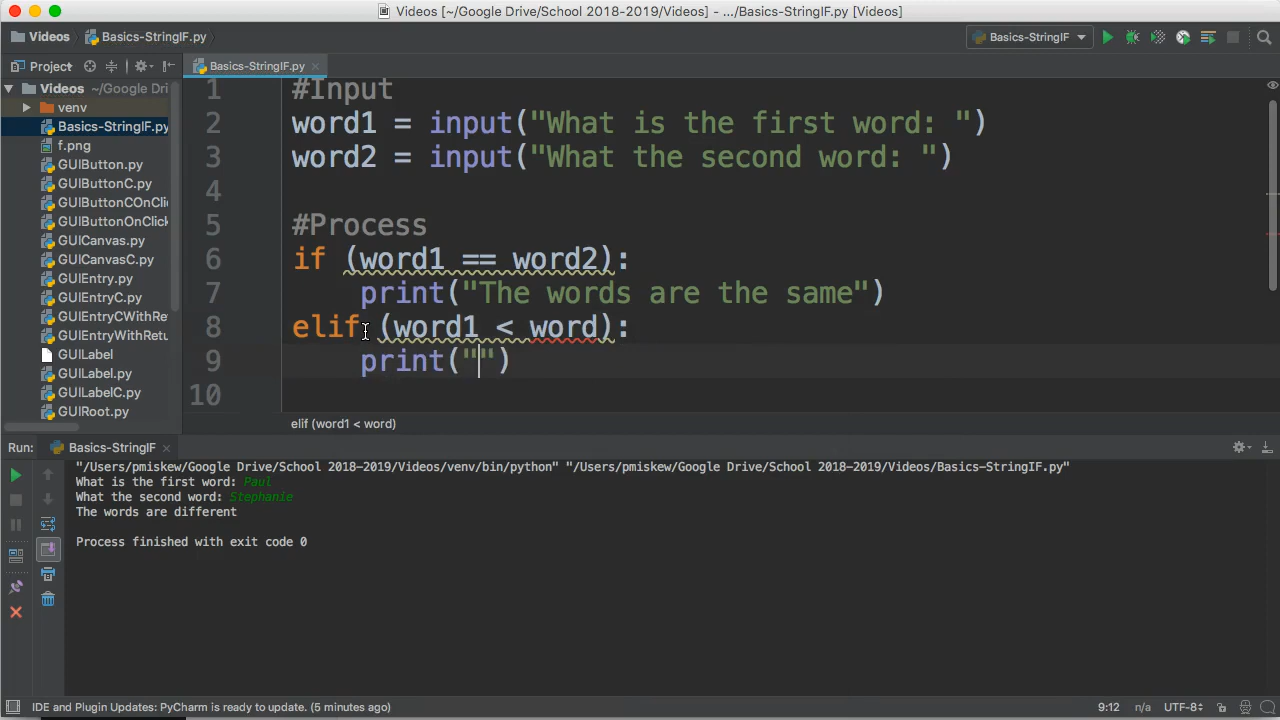 Videos [~/Google Drive/School 2018-2019/Videos] - .../Basics-StringIF.py [Videos]
Videos Basics-StringIF.py Basics-StringIF
Project Basics-StringIF.py
Videos ~/Google Dri
venv
Basics-StringIF.py
f.png
GUIButton.py
GUIButtonC.py
GUIButtonCOnCli
GUIButtonOnClick
GUICanvas.py
GUICanvasC.py
GUIEntry.py
GUIEntryC.py
GUIEntryCWithRe
GUIEntryWithRetu
GUILabel
GUILabel.py
GUILabelC.py
GUIRoot.py
1 #Input
2 word1 = input("What is the first word: ")
3 word2 = input("What the second word: ")
4
5 #Process
6 if (word1 == word2):
7 print("The words are the same")
8 elif (word1 < word):
9 print("")
10
elif (word1 < word)
Run: Basics-StringIF
"/Users/pmiskew/Google Drive/School 2018-2019/Videos/venv/bin/python" "/Users/pmiskew/Google Drive/School 2018-2019/Videos/Basics-StringIF.py"
What is the first word: Paul
What the second word: Stephanie
The words are different
Process finished with exit code 0
IDE and Plugin Updates: PyCharm is ready to update. (5 minutes ago) 9:12 n/a UTF-8